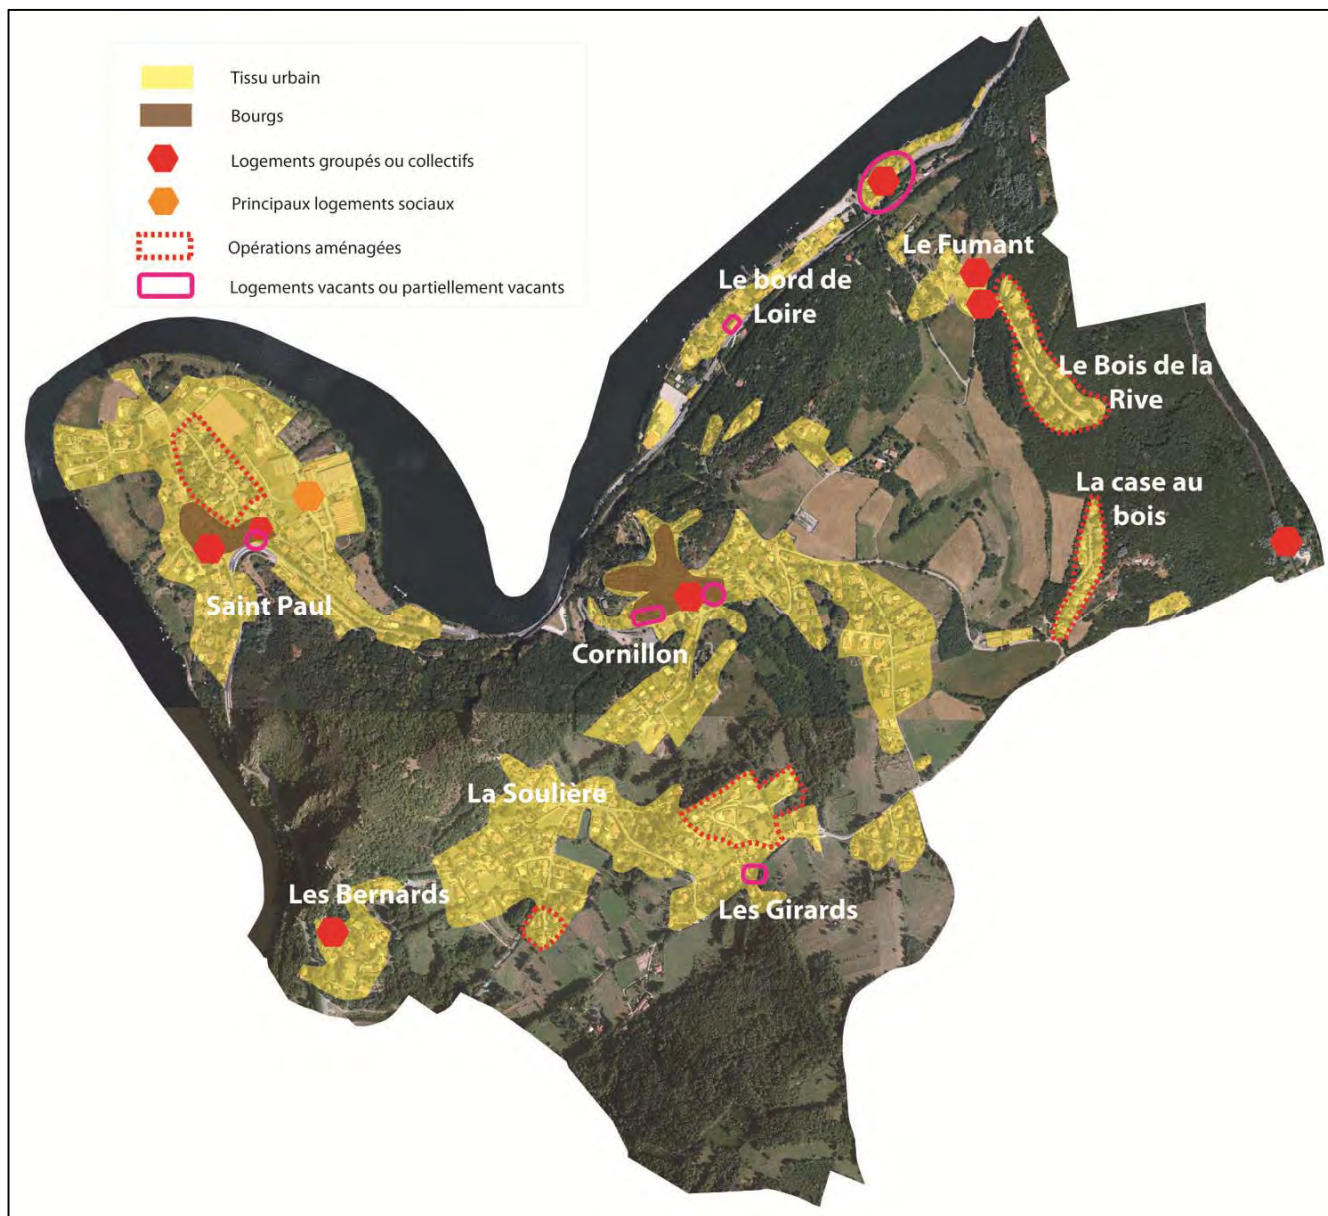 Tissu urbain
Bourgs
Logements groupés ou collectifs
Principaux logements sociaux
Opérations aménagées
Logements vacants ou partiellement vacants
Le Fumant
Le bord de
Loire
Le Bois de la
Rive
La case au
bois
Saint Paul
Cornillon
La Soulière
Les Bernards
Les Girards